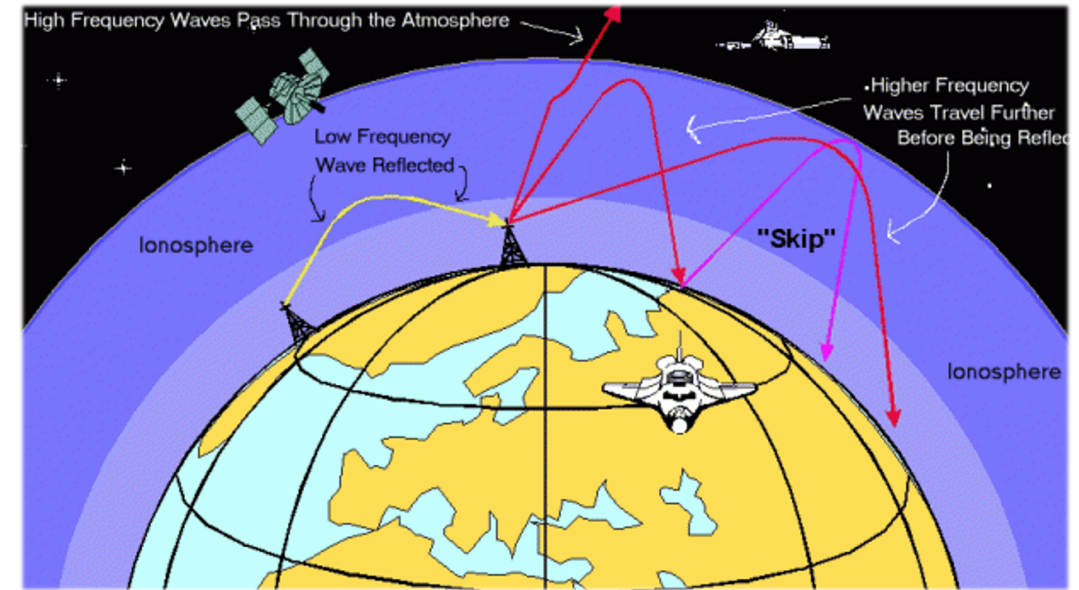 High Frequency Waves Pass Through the Atmosphere
Higher Frequency
Waves Travel Further
Before Being Reflec
Low Frequency
Wave Reflected
"Skip"
Ionosphere
Ionosphere